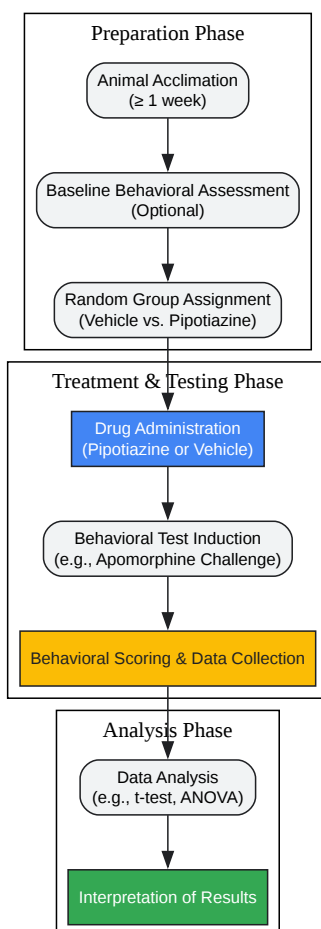 Preparation Phase
Animal Acclimation
(≥ 1 week)
Baseline Behavioral Assessment
(Optional)
Random Group Assignment
(Vehicle vs. Pipotiazine)
Treatment & Testing Phase
Drug Administration
(Pipotiazine or Vehicle)
Behavioral Test Induction
(e.g., Apomorphine Challenge)
Behavioral Scoring & Data Collection
Analysis Phase
Data Analysis
(e.g., t-test, ANOVA)
Interpretation of Results